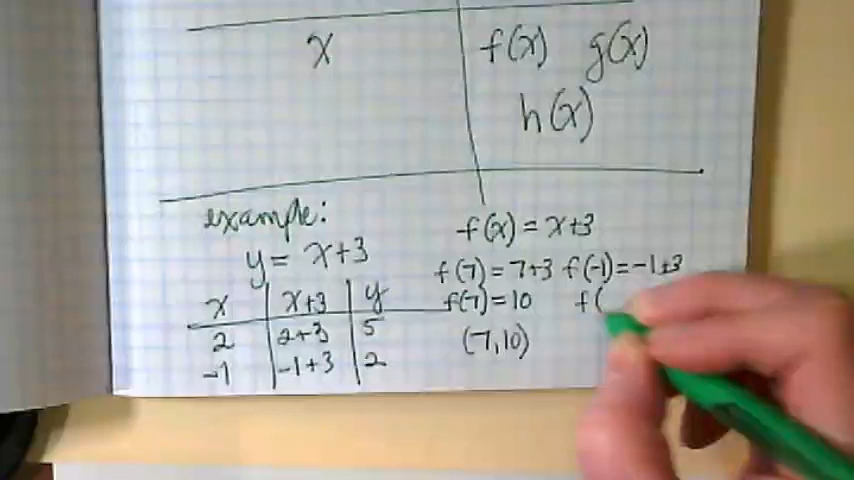 x f(x) g(x)
h(x)
example:
y = x+3
x x+3 y
2 2+3 5
-1 -1+3 2
f(x) = x+3
f(7) = 7+3 f(-1) = -1+3
f(7) = 10 f(
(7,10)